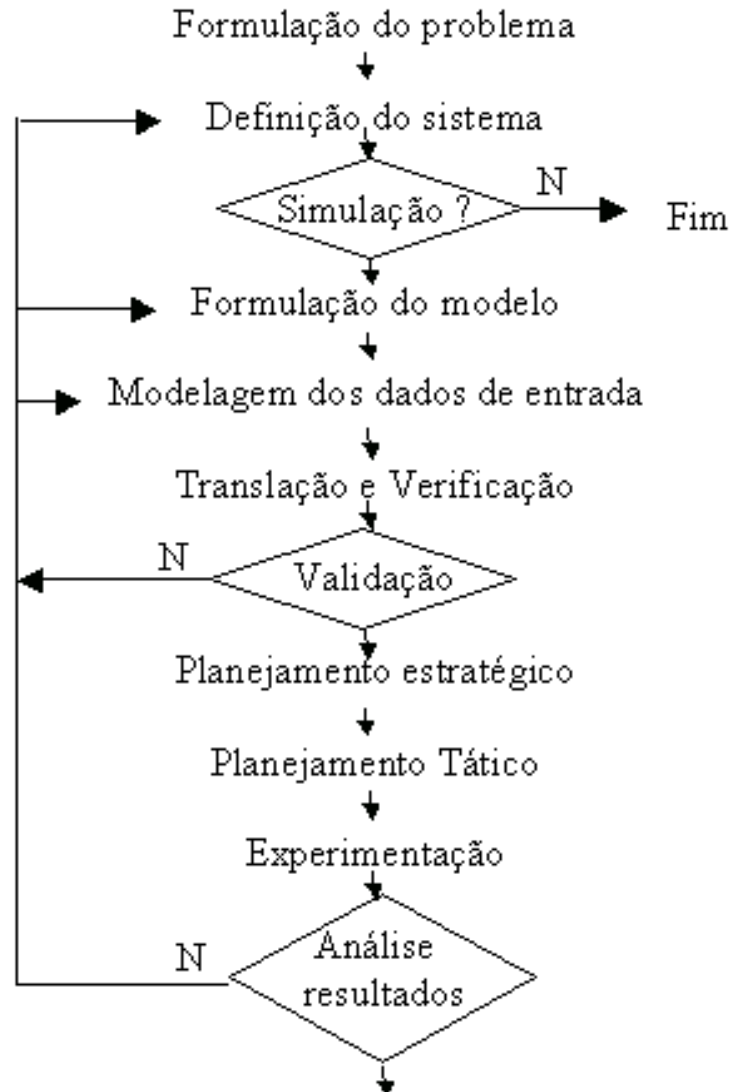 Formulação do problema
Definição do sistema
N
Simulação ?
Fim
Formulação do modelo
Modelagem dos dados de entrada
Translação e Verificação
N
Validação
Planejamento estratégico
Planejamento Tático
Experimentação
N
Análise
resultados